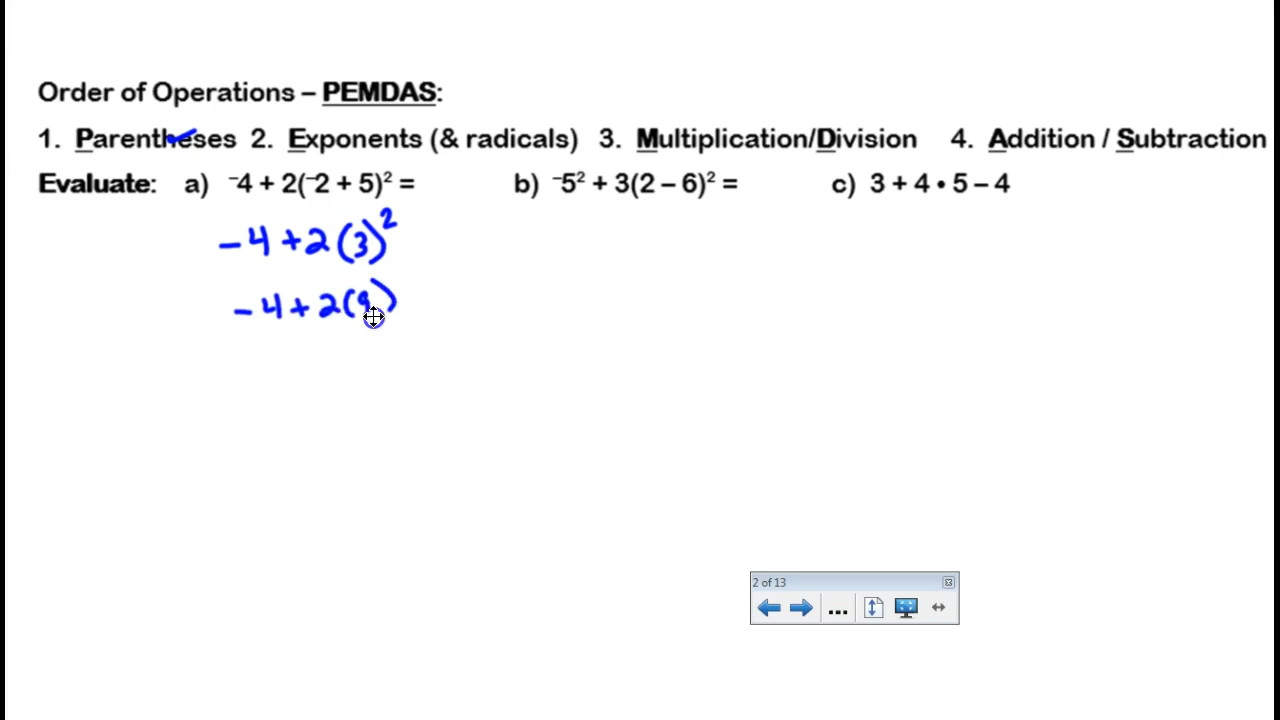 Order of Operations – PEMDAS:
1. Parentheses 2. Exponents (& radicals) 3. Multiplication/Division 4. Addition / Subtraction
Evaluate: a) ⁻4 + 2(⁻2 + 5)² = b) ⁻5² + 3(2 – 6)² = c) 3 + 4 • 5 – 4
-4+2(3)²
-4+2(9)
2 of 13
...